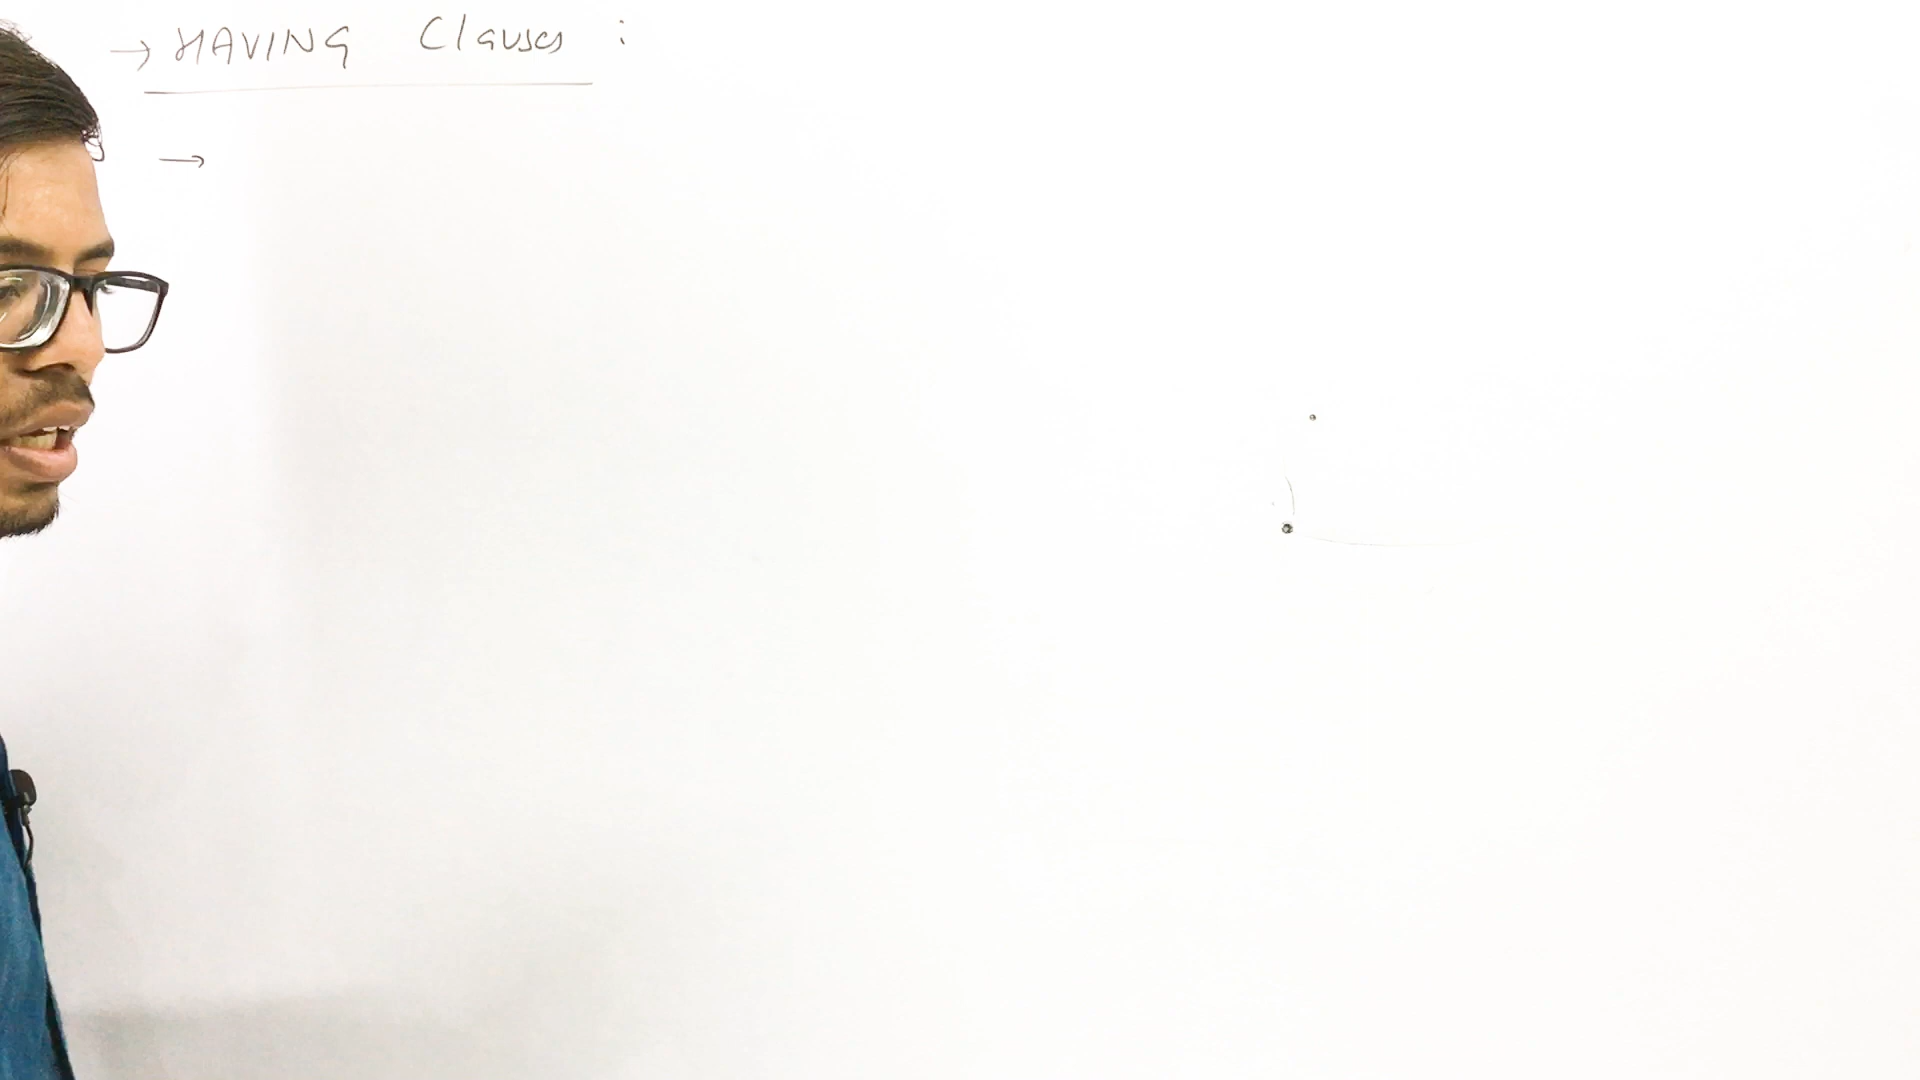 → HAVING Clauses :
→